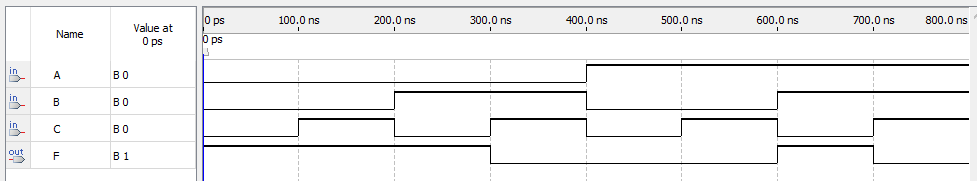 Name
Value at
0 ps
0 ps
100.0 ns
200.0 ns
300.0 ns
400.0 ns
500.0 ns
600.0 ns
700.0 ns
800.0 ns
0 ps
in
A
B 0
in
B
B 0
in
C
B 0
out
F
B 1